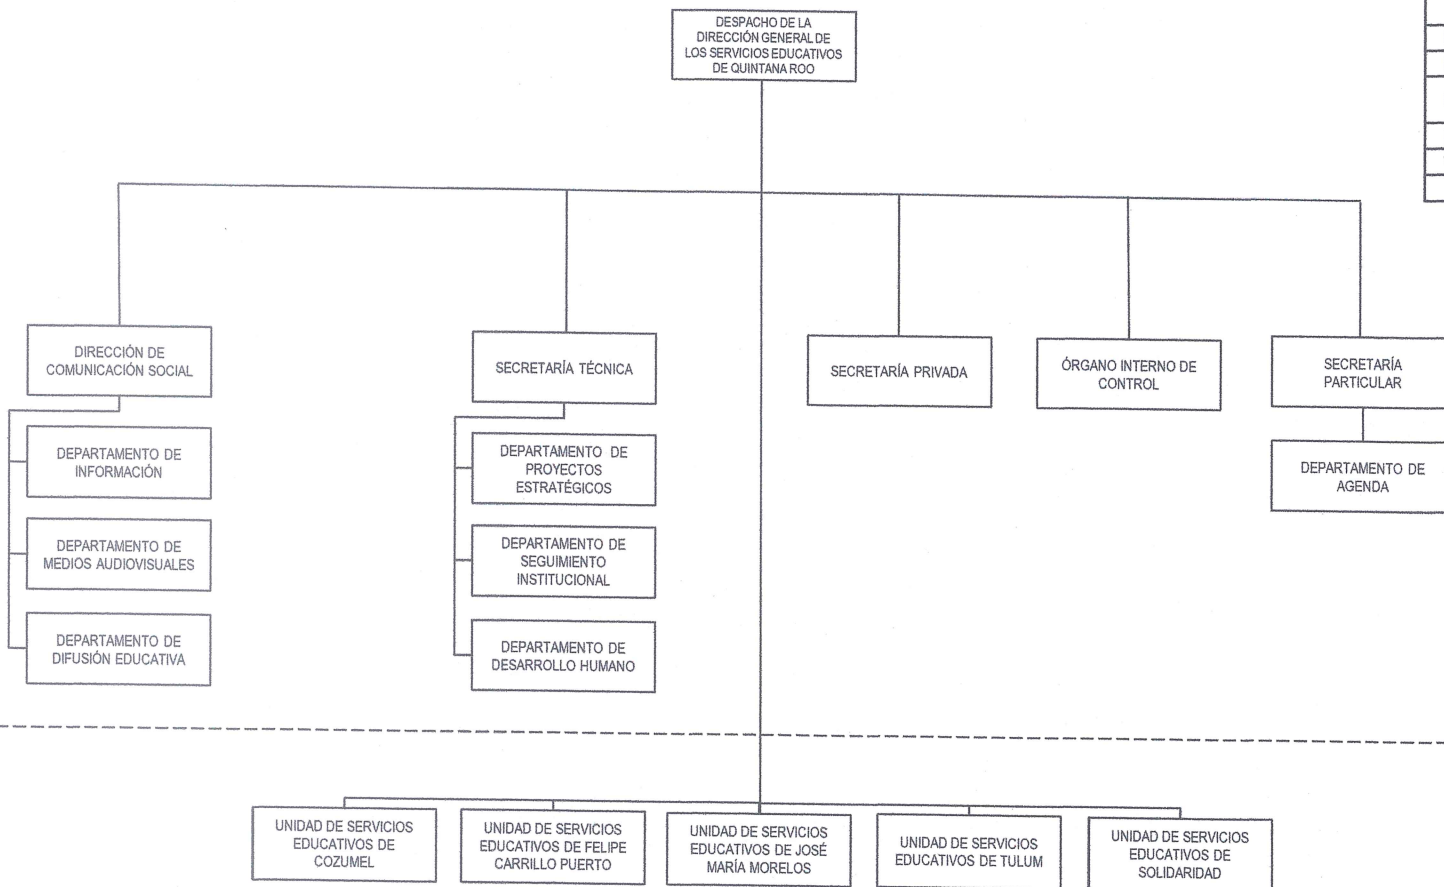 DESPACHO DE LA
DIRECCIÓN GENERAL DE
LOS SERVICIOS EDUCATIVOS
DE QUINTANA ROO
DIRECCIÓN DE
COMUNICACIÓN SOCIAL
SECRETARÍA TÉCNICA
SECRETARÍA PRIVADA
ÓRGANO INTERNO DE
CONTROL
SECRETARÍA
PARTICULAR
DEPARTAMENTO DE
INFORMACIÓN
DEPARTAMENTO DE
PROYECTOS
ESTRATÉGICOS
DEPARTAMENTO DE
AGENDA
DEPARTAMENTO DE
MEDIOS AUDIOVISUALES
DEPARTAMENTO DE
SEGUIMIENTO
INSTITUCIONAL
DEPARTAMENTO DE
DIFUSIÓN EDUCATIVA
DEPARTAMENTO DE
DESARROLLO HUMANO
UNIDAD DE SERVICIOS
EDUCATIVOS DE
COZUMEL
UNIDAD DE SERVICIOS
EDUCATIVOS DE FELIPE
CARRILLO PUERTO
UNIDAD DE SERVICIOS
EDUCATIVOS DE JOSÉ
MARÍA MORELOS
UNIDAD DE SERVICIOS
EDUCATIVOS DE TULUM
UNIDAD DE SERVICIOS
EDUCATIVOS DE
SOLIDARIDAD